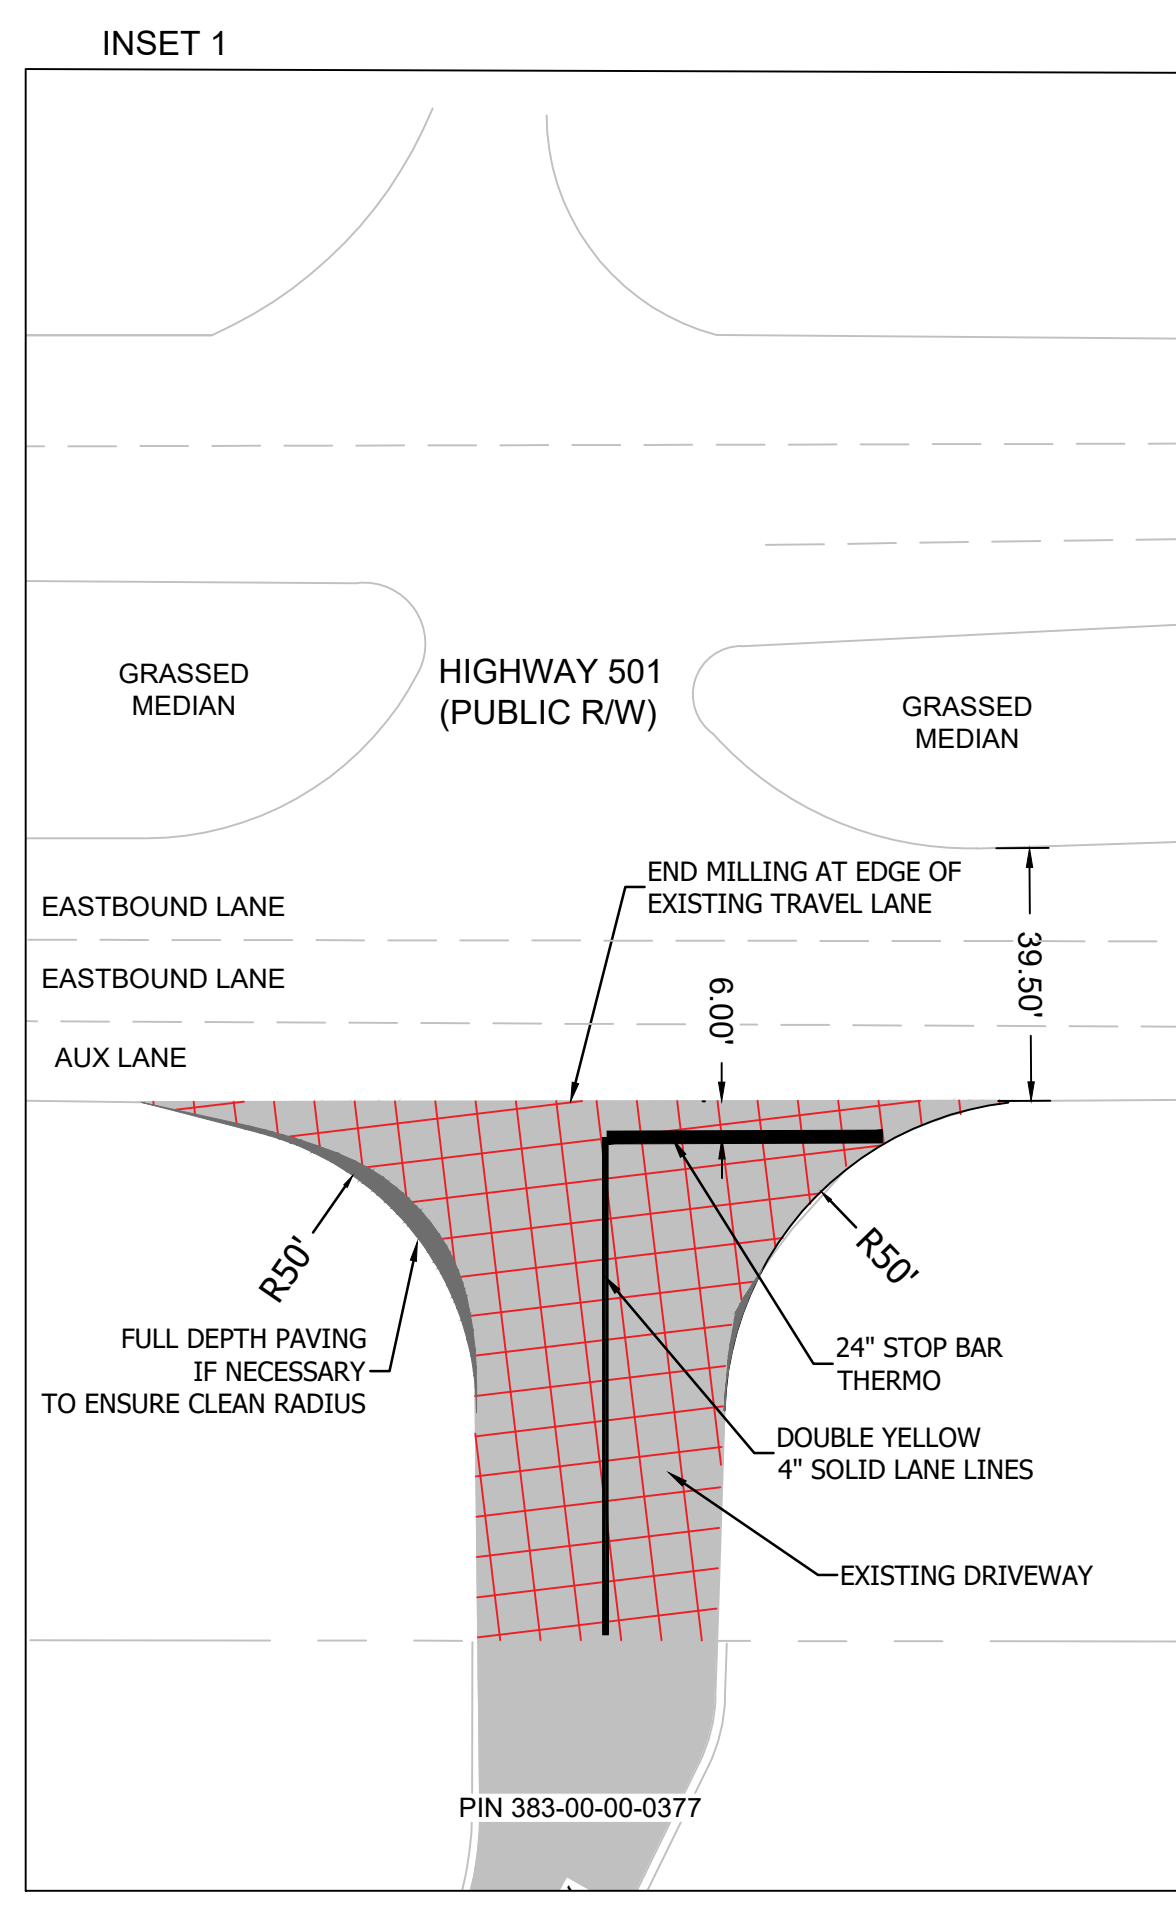 INSET 1
GRASSED
MEDIAN
HIGHWAY 501
(PUBLIC R/W)
GRASSED
MEDIAN
END MILLING AT EDGE OF
EXISTING TRAVEL LANE
EASTBOUND LANE
39.50'
EASTBOUND LANE
6.00'
AUX LANE
R50'
R50'
FULL DEPTH PAVING
IF NECESSARY
TO ENSURE CLEAN RADIUS
24" STOP BAR
THERMO
DOUBLE YELLOW
4" SOLID LANE LINES
EXISTING DRIVEWAY
PIN 383-00-00-0377